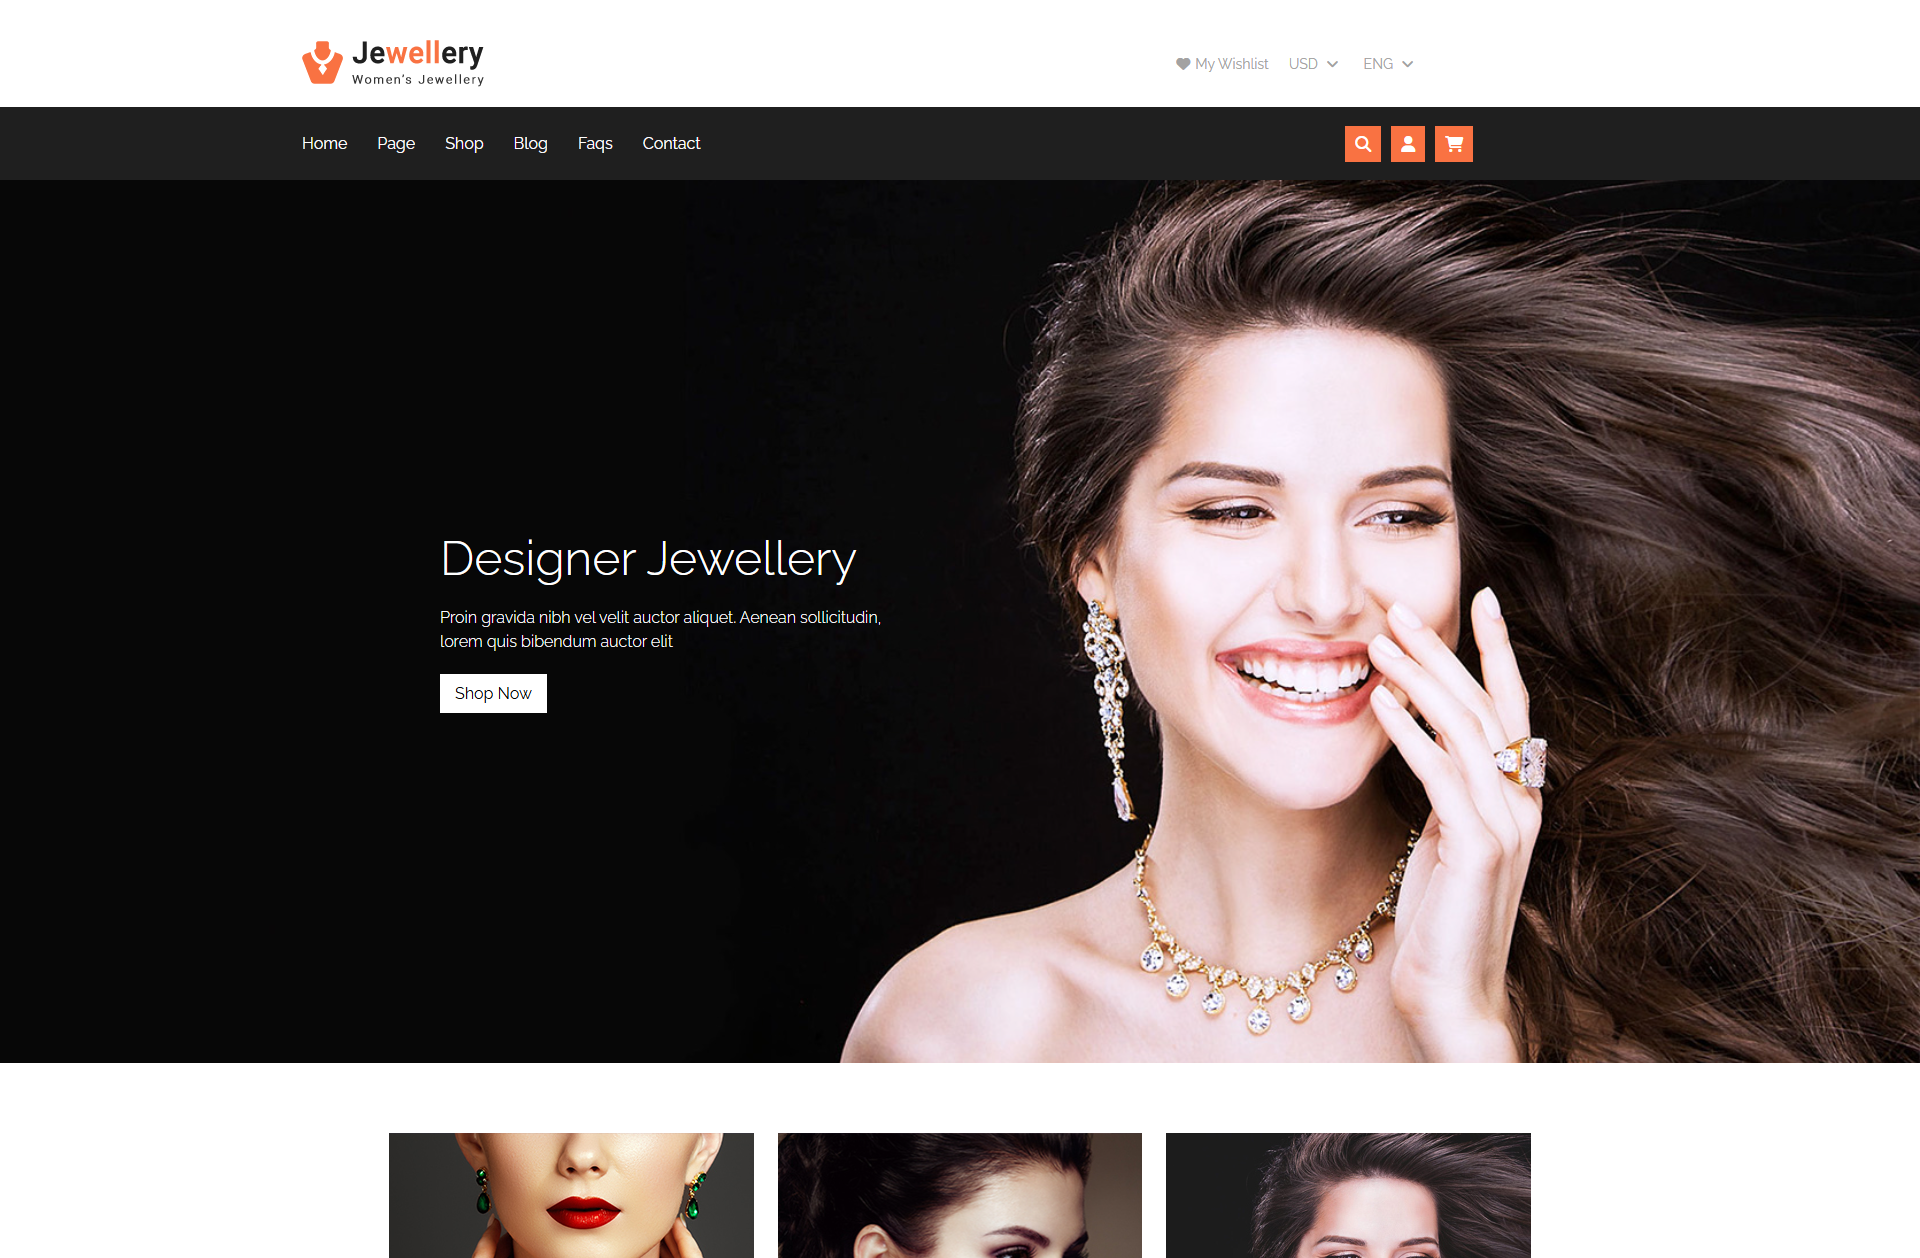 Jewellery
Women's Jewellery
My Wishlist USD ENG
Home Page Shop Blog Faqs Contact
Designer Jewellery
Proin gravida nibh vel velit auctor aliquet. Aenean sollicitudin,
lorem quis bibendum auctor elit
Shop Now